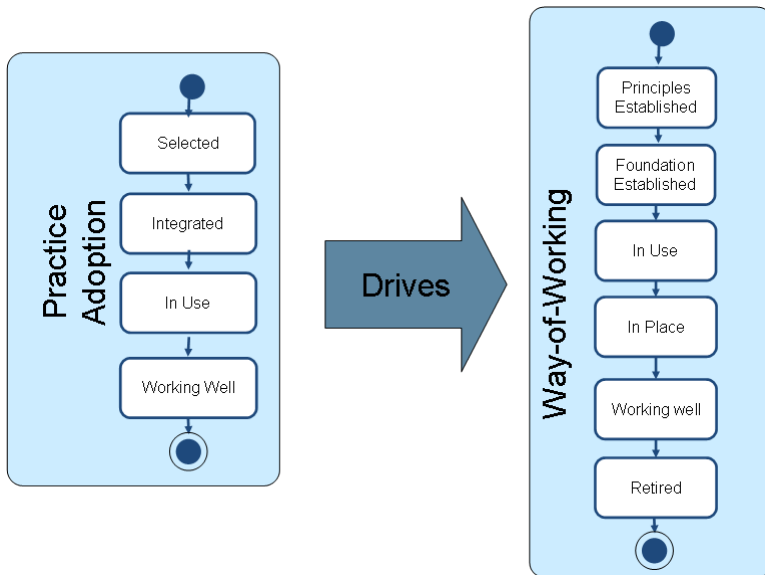 Practice
Adoption
Selected
Integrated
In Use
Working Well
Drives
Way-of-Working
Principles
Established
Foundation
Established
In Use
In Place
Working well
Retired